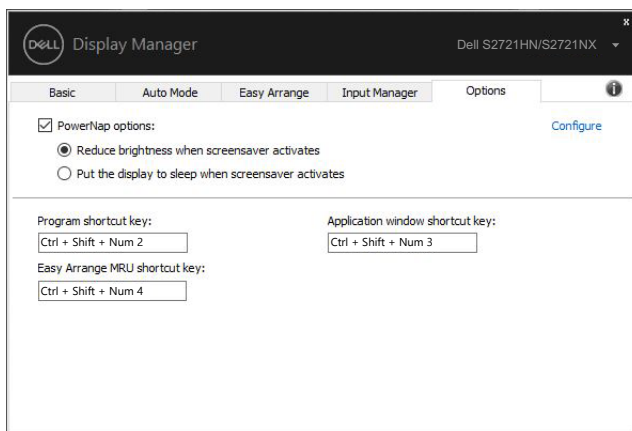 x
DELL Display Manager
Dell S2721HN/S2721NX
Basic Auto Mode Easy Arrange Input Manager Options
PowerNap options: Configure
Reduce brightness when screensaver activates
Put the display to sleep when screensaver activates
Program shortcut key: Application window shortcut key:
Ctrl + Shift + Num 2 Ctrl + Shift + Num 3
Easy Arrange MRU shortcut key:
Ctrl + Shift + Num 4